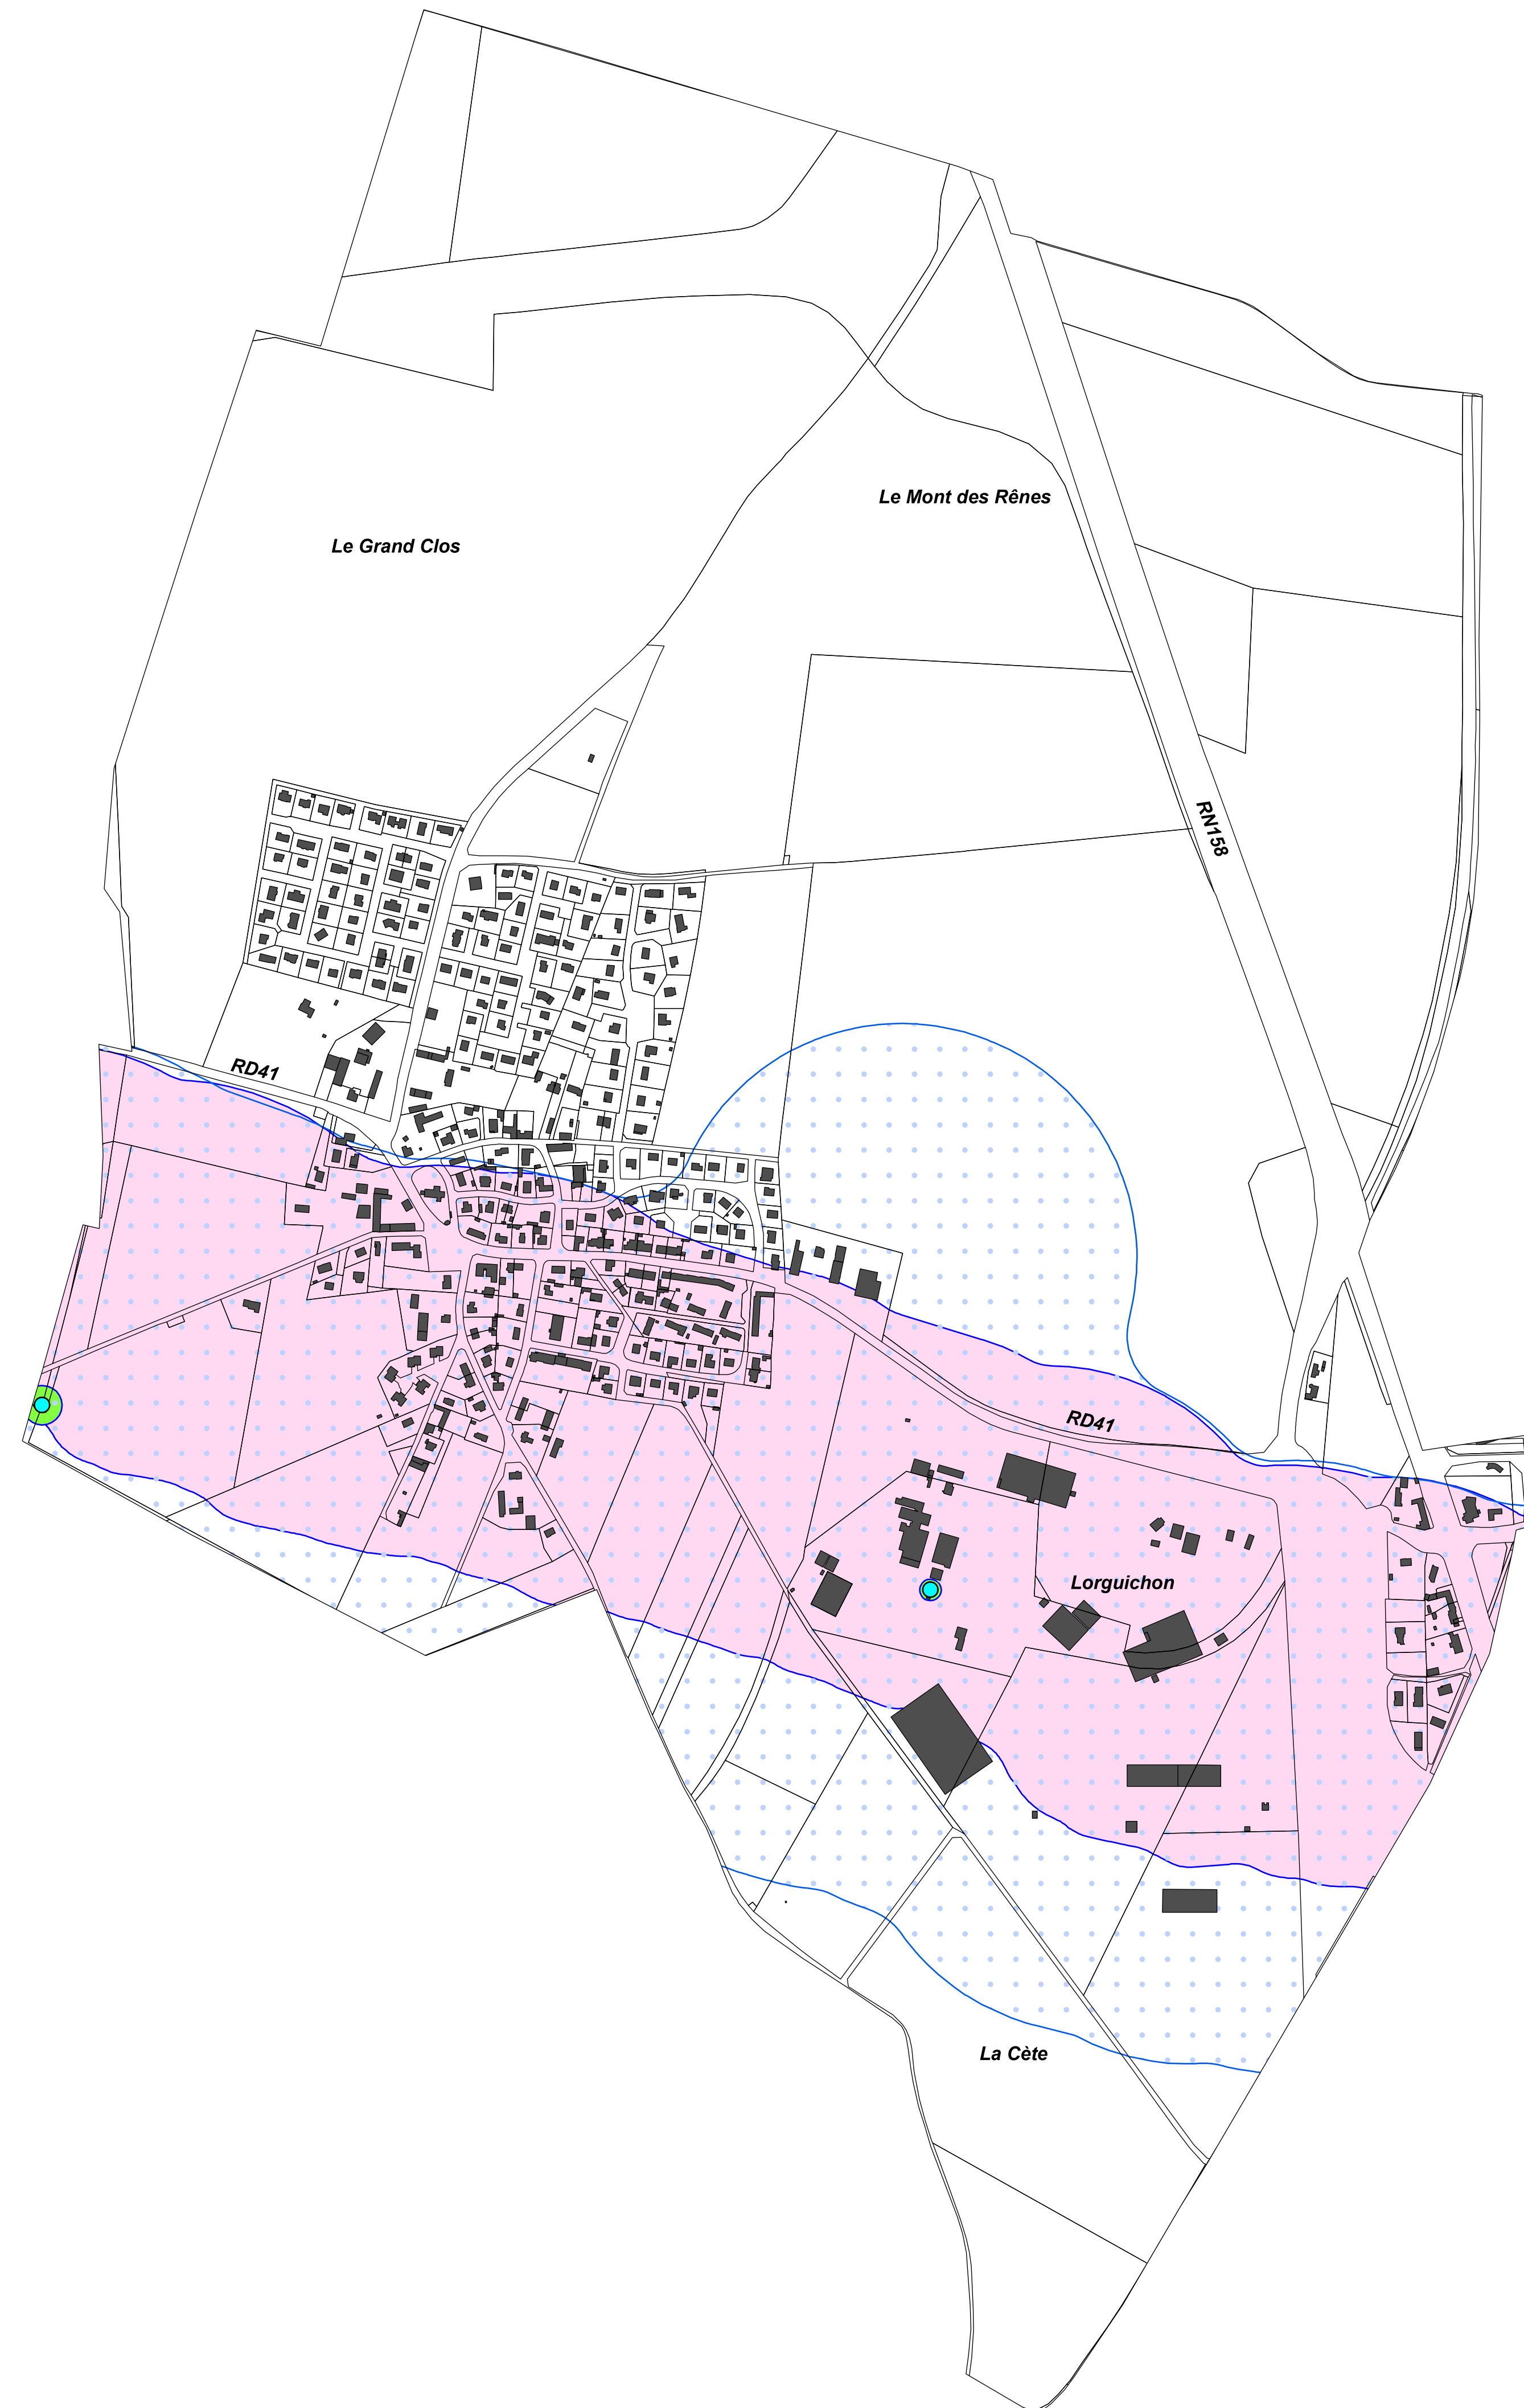 Le Mont des Rênes
Le Grand Clos
RN158
RD41
RD41
Lorguichon
La Cète